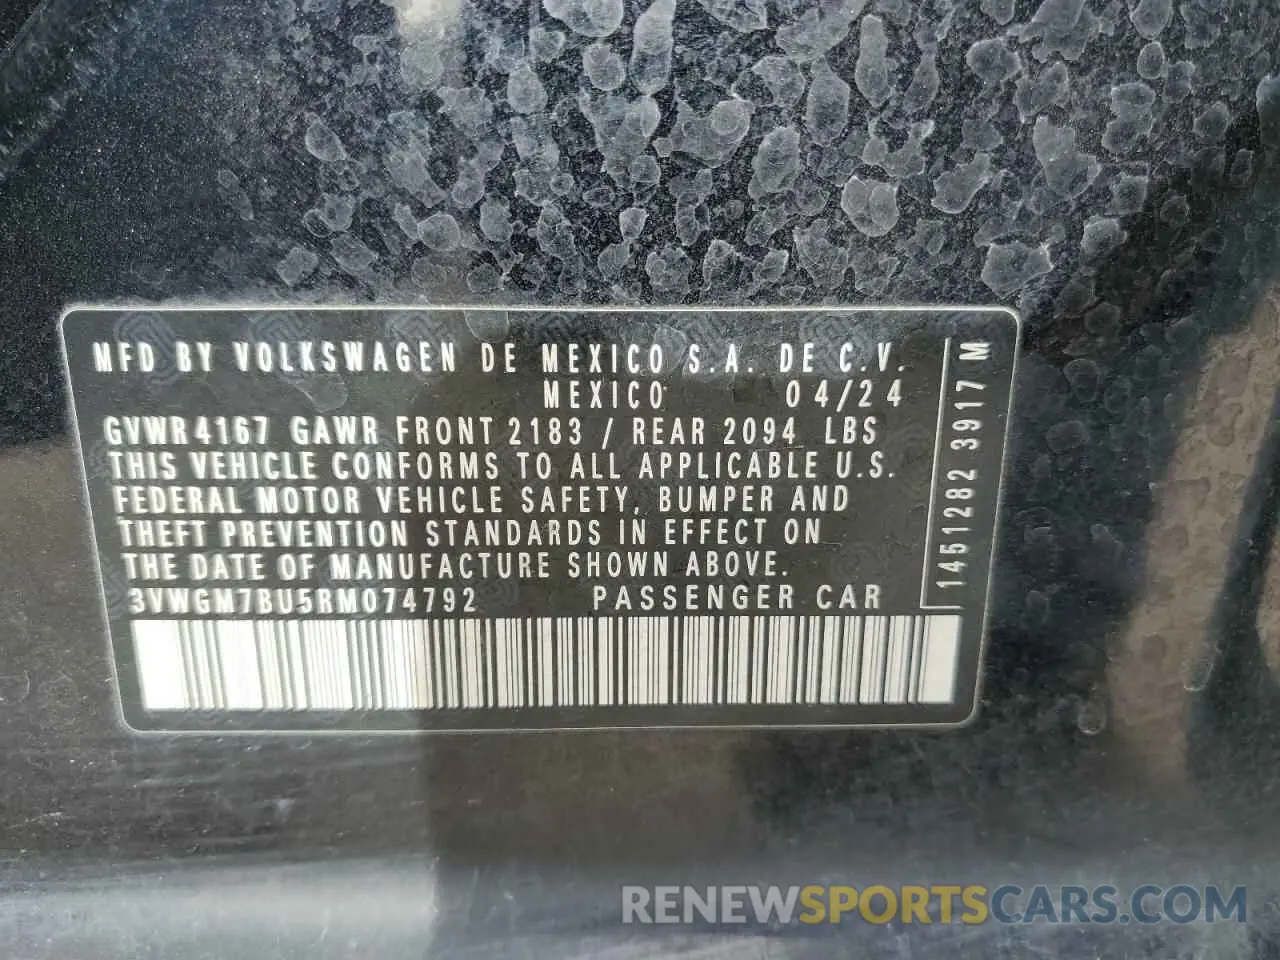 MFD BY VOLKSWAGEN DE MEXICO S.A. DE C.V.
MEXICO 04/24
GVWR 4167 GAWR FRONT 2183 / REAR 2094 LBS
THIS VEHICLE CONFORMS TO ALL APPLICABLE U.S.
FEDERAL MOTOR VEHICLE SAFETY, BUMPER AND
THEFT PREVENTION STANDARDS IN EFFECT ON
THE DATE OF MANUFACTURE SHOWN ABOVE.
3VWGM7BU5RM074792 PASSENGER CAR
1451282 3917 M
RENEWSPORTSCARS.COM